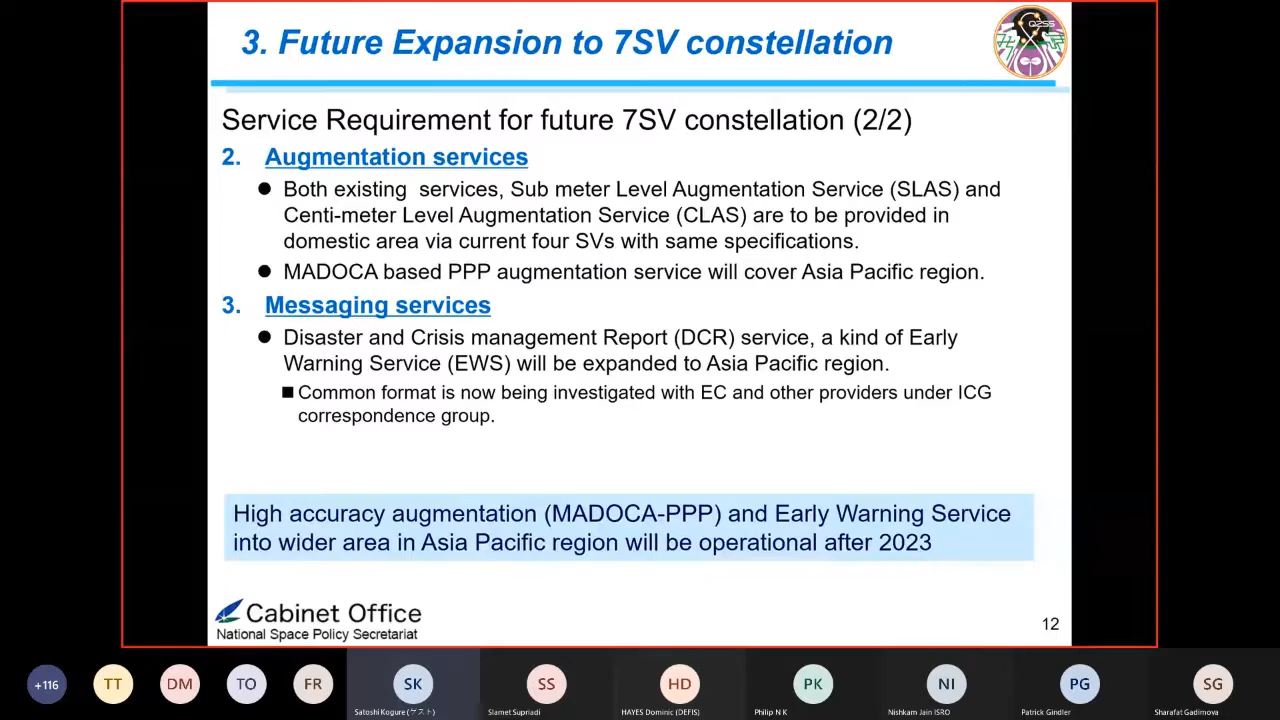 3. Future Expansion to 7SV constellation
QZSS
Service Requirement for future 7SV constellation (2/2)
2. Augmentation services
● Both existing services, Sub meter Level Augmentation Service (SLAS) and
Centi-meter Level Augmentation Service (CLAS) are to be provided in
domestic area via current four SVs with same specifications.
● MADOCA based PPP augmentation service will cover Asia Pacific region.
3. Messaging services
● Disaster and Crisis management Report (DCR) service, a kind of Early
Warning Service (EWS) will be expanded to Asia Pacific region.
■ Common format is now being investigated with EC and other providers under ICG
correspondence group.
High accuracy augmentation (MADOCA-PPP) and Early Warning Service
into wider area in Asia Pacific region will be operational after 2023
Cabinet Office
National Space Policy Secretariat
12
+116 TT DM TO FR SK SS HD PK NI PG SG
Satoshi Kogure (ゲスト) Slamet Supriadi HAYES Dominic (DEFIS) Philip N K Nishkam Jain ISRO Patrick Gindler Sharafat Gadimova